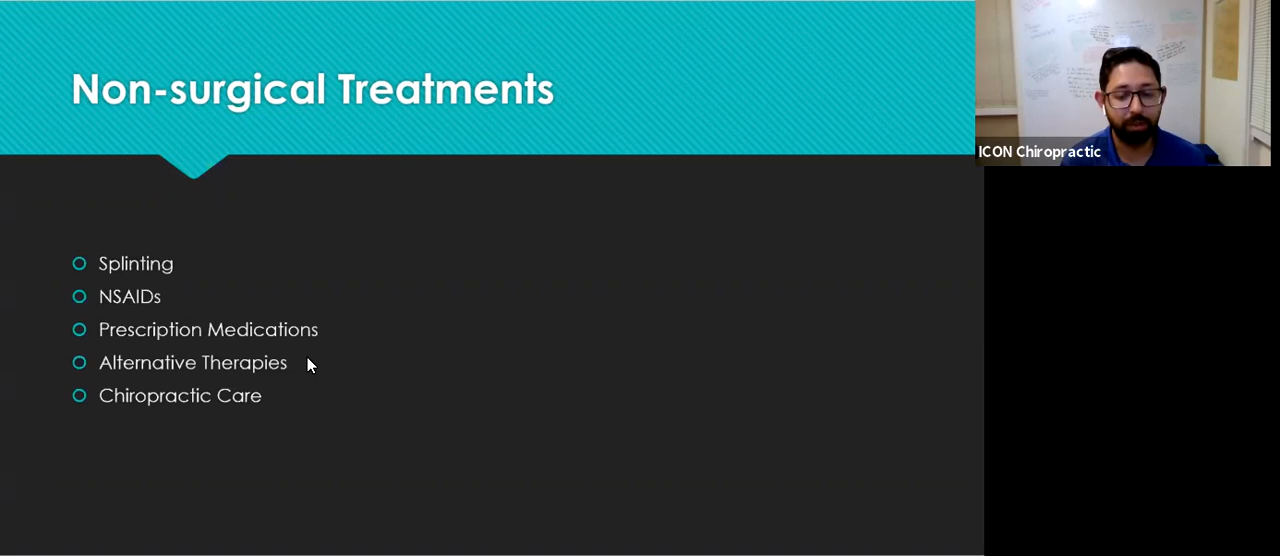 Non-surgical Treatments
ICON Chiropractic
Splinting
NSAIDs
Prescription Medications
Alternative Therapies
Chiropractic Care